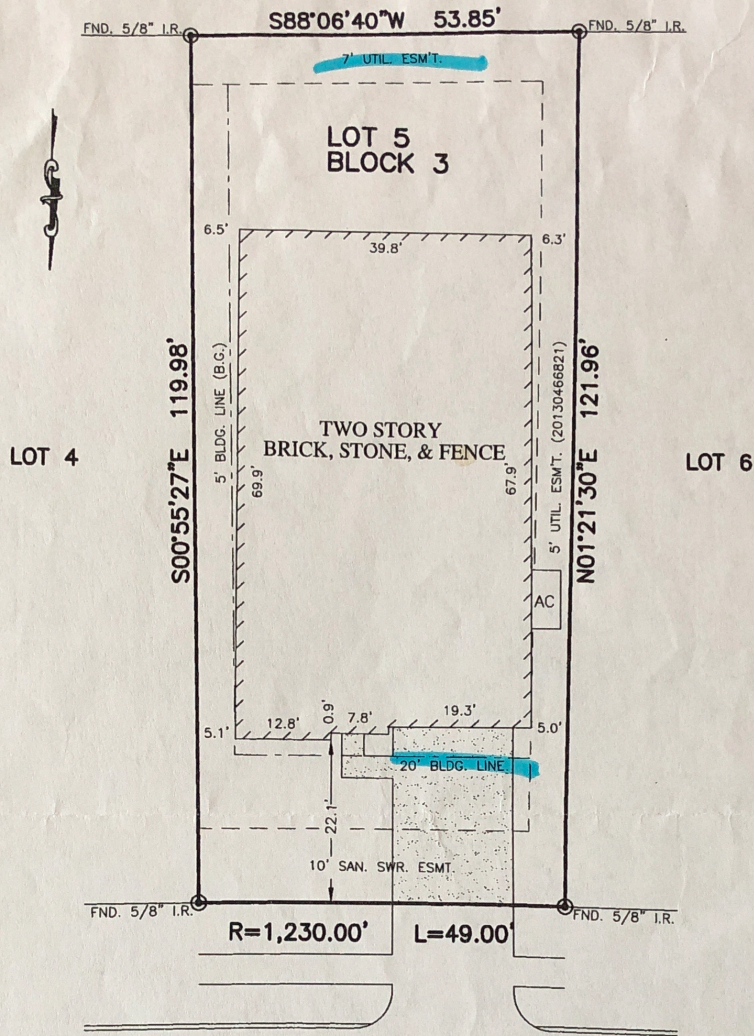 S88°06'40"W 53.85'
FND. 5/8" I.R.
FND. 5/8" I.R.
7' UTIL. ESM'T.
LOT 5
BLOCK 3
6.5'
39.8'
6.3'
S00°55'27"E 119.98'
5' BLDG. LINE (B.G.)
69.9'
TWO STORY
BRICK, STONE, & FENCE
67.9'
5' UTIL. ESM'T. (20130466821)
N01°21'30"E 121.96'
LOT 4
LOT 6
AC
5.1'
12.8'
0.9'
7.8'
19.3'
5.0'
20' BLDG. LINE
22.1'
10' SAN. SWR. ESMT.
FND. 5/8" I.R.
FND. 5/8" I.R.
R=1,230.00' L=49.00'